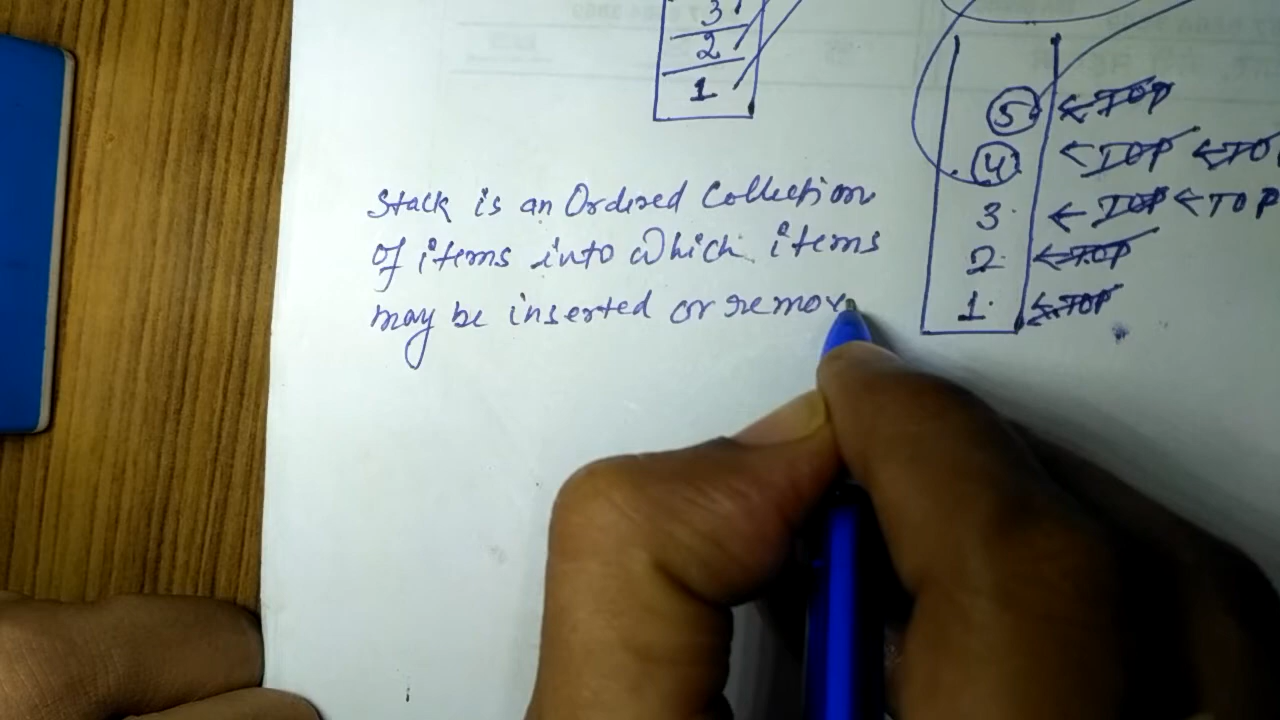 3
2
1
5 ←TOP
4 ←TOP ←TO
3 ← TOP ←TOP
2 ←TOP
1 ←TOP
Stack is an Ordered Collection
of items into which items
may be inserted or remov